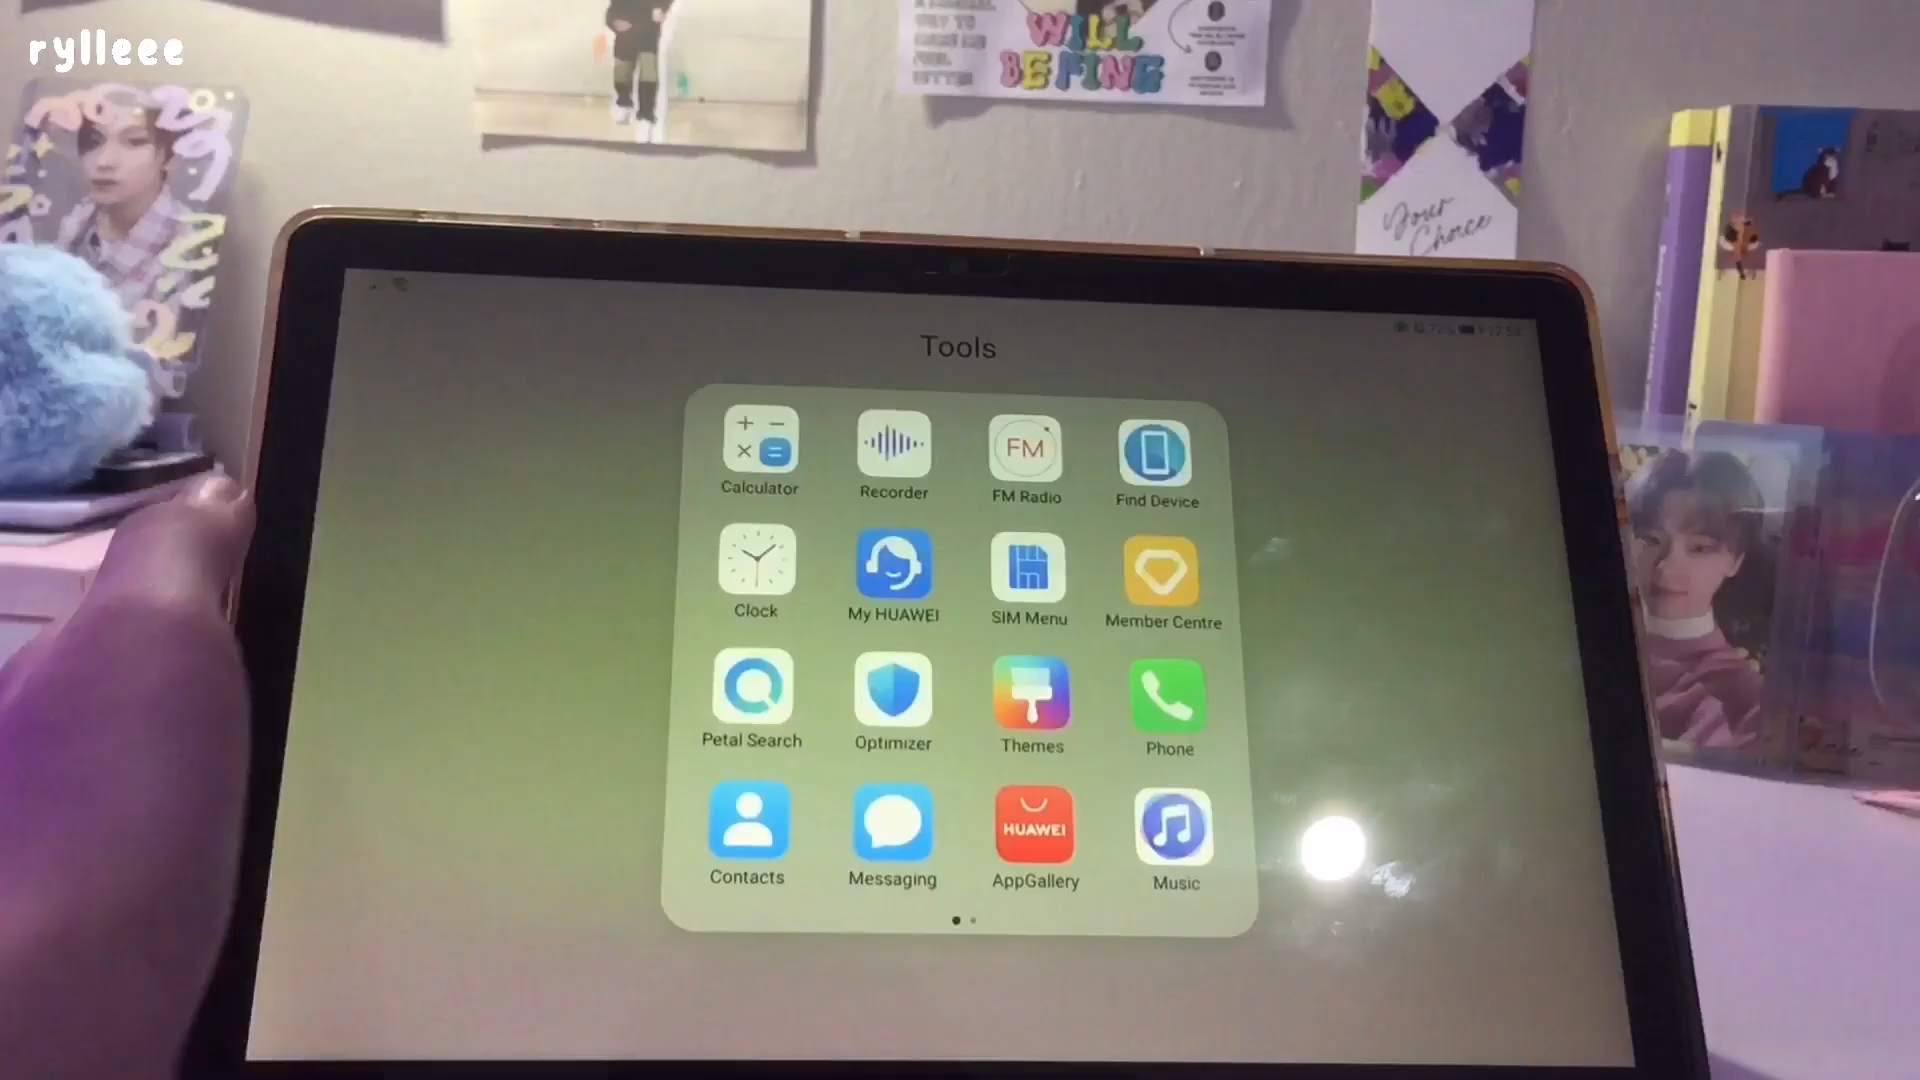 rylleee
WILL
BE FINE
Your
Choice
Tools
FM
Calculator
Recorder
FM Radio
Find Device
Clock
My HUAWEI
SIM Menu
Member Centre
Petal Search
Optimizer
Themes
Phone
HUAWEI
Contacts
Messaging
AppGallery
Music